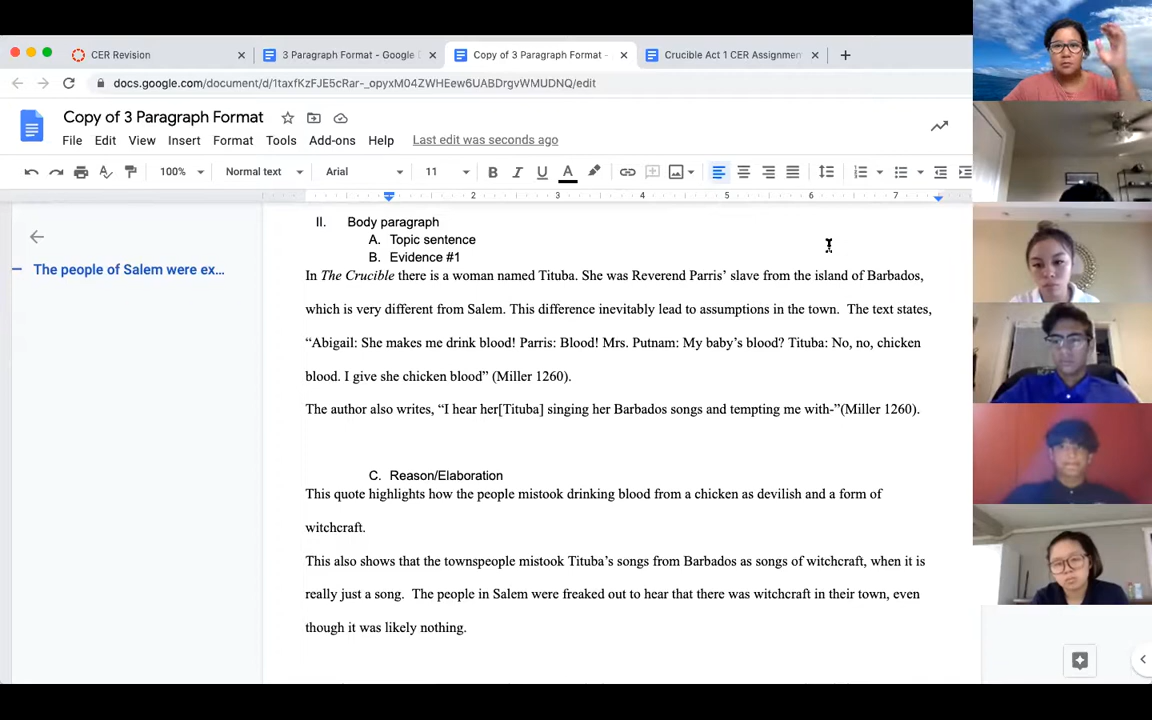 CER Revision
3 Paragraph Format - Google
Copy of 3 Paragraph Format -
Crucible Act 1 CER Assignmen
docs.google.com/document/d/1taxfKzFJE5cRar-_opyxM04ZWHEew6UABDrgvWMUDNQ/edit
Copy of 3 Paragraph Format
File Edit View Insert Format Tools Add-ons Help Last edit was seconds ago
100% Normal text Arial 11 B I U A
1 2 3 4 5 6 7
The people of Salem were ex...
II. Body paragraph
A. Topic sentence
B. Evidence #1
In The Crucible there is a woman named Tituba. She was Reverend Parris’ slave from the island of Barbados,
which is very different from Salem. This difference inevitably lead to assumptions in the town.  The text states,
“Abigail: She makes me drink blood! Parris: Blood! Mrs. Putnam: My baby’s blood? Tituba: No, no, chicken
blood. I give she chicken blood” (Miller 1260).
The author also writes, “I hear her[Tituba] singing her Barbados songs and tempting me with-”(Miller 1260).
C. Reason/Elaboration
This quote highlights how the people mistook drinking blood from a chicken as devilish and a form of
witchcraft.
This also shows that the townspeople mistook Tituba’s songs from Barbados as songs of witchcraft, when it is
really just a song.  The people in Salem were freaked out to hear that there was witchcraft in their town, even
though it was likely nothing.